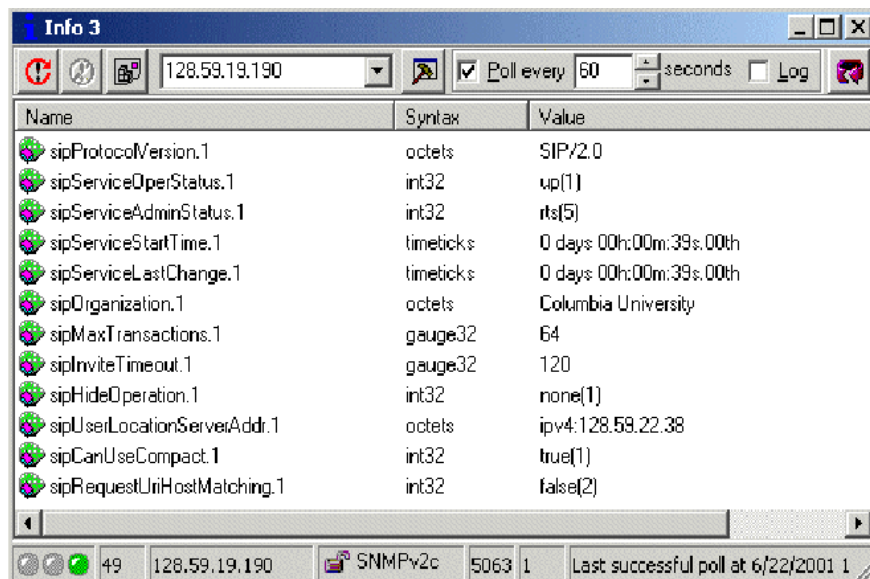 Info 3
128.59.19.190 Poll every 60 seconds Log
Name Syntax Value
sipProtocolVersion.1 octets SIP/2.0
sipServiceOperStatus.1 int32 up(1)
sipServiceAdminStatus.1 int32 rts(5)
sipServiceStartTime.1 timeticks 0 days 00h:00m:39s.00th
sipServiceLastChange.1 timeticks 0 days 00h:00m:39s.00th
sipOrganization.1 octets Columbia University
sipMaxTransactions.1 gauge32 64
sipInviteTimeout.1 gauge32 120
sipHideOperation.1 int32 none(1)
sipUserLocationServerAddr.1 octets ipv4:128.59.22.38
sipCanUseCompact.1 int32 true(1)
sipRequestUriHostMatching.1 int32 false(2)
49 128.59.19.190 SNMPv2c 5063 1 Last successful poll at 6/22/2001 1